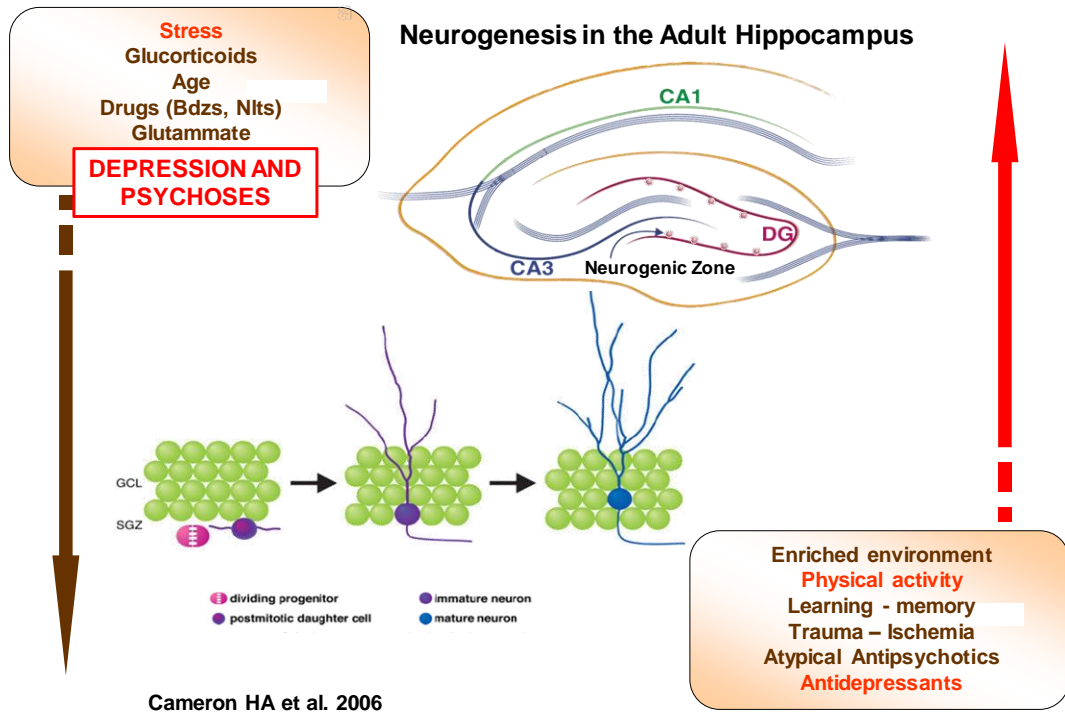 Neurogenesis in the Adult Hippocampus
Stress
Glucorticoids
Age
Drugs (Bdzs, Nlts)
Glutammate
DEPRESSION AND
PSYCHOSES
CA1
DG
CA3
Neurogenic Zone
GCL
SGZ
dividing progenitor
immature neuron
postmitotic daughter cell
mature neuron
Enriched environment
Physical activity
Learning - memory
Trauma – Ischemia
Atypical Antipsychotics
Antidepressants
Cameron HA et al. 2006